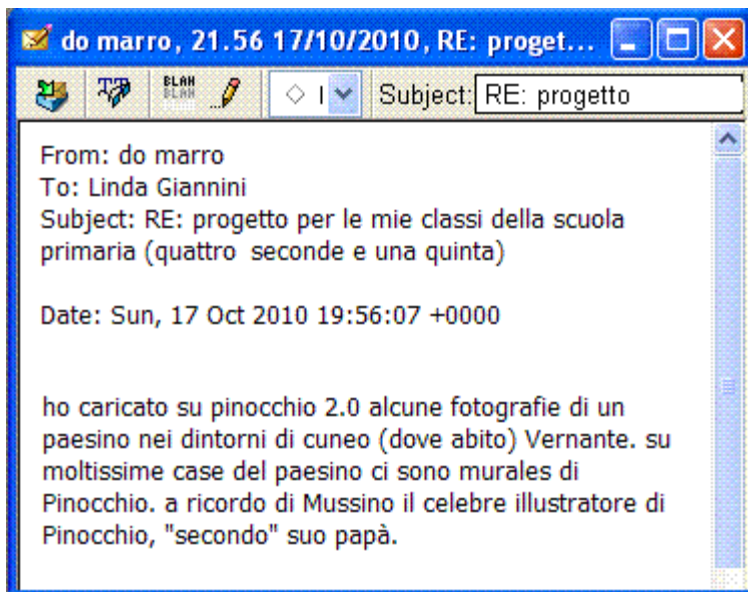 do marro, 21.56 17/10/2010, RE: proget...
BLAH
BLAH
Subject: RE: progetto
From: do marro
To: Linda Giannini
Subject: RE: progetto per le mie classi della scuola
primaria (quattro  seconde e una quinta)
Date: Sun, 17 Oct 2010 19:56:07 +0000
ho caricato su pinocchio 2.0 alcune fotografie di un
paesino nei dintorni di cuneo (dove abito) Vernante. su
moltissime case del paesino ci sono murales di
Pinocchio. a ricordo di Mussino il celebre illustratore di
Pinocchio, "secondo" suo papà.